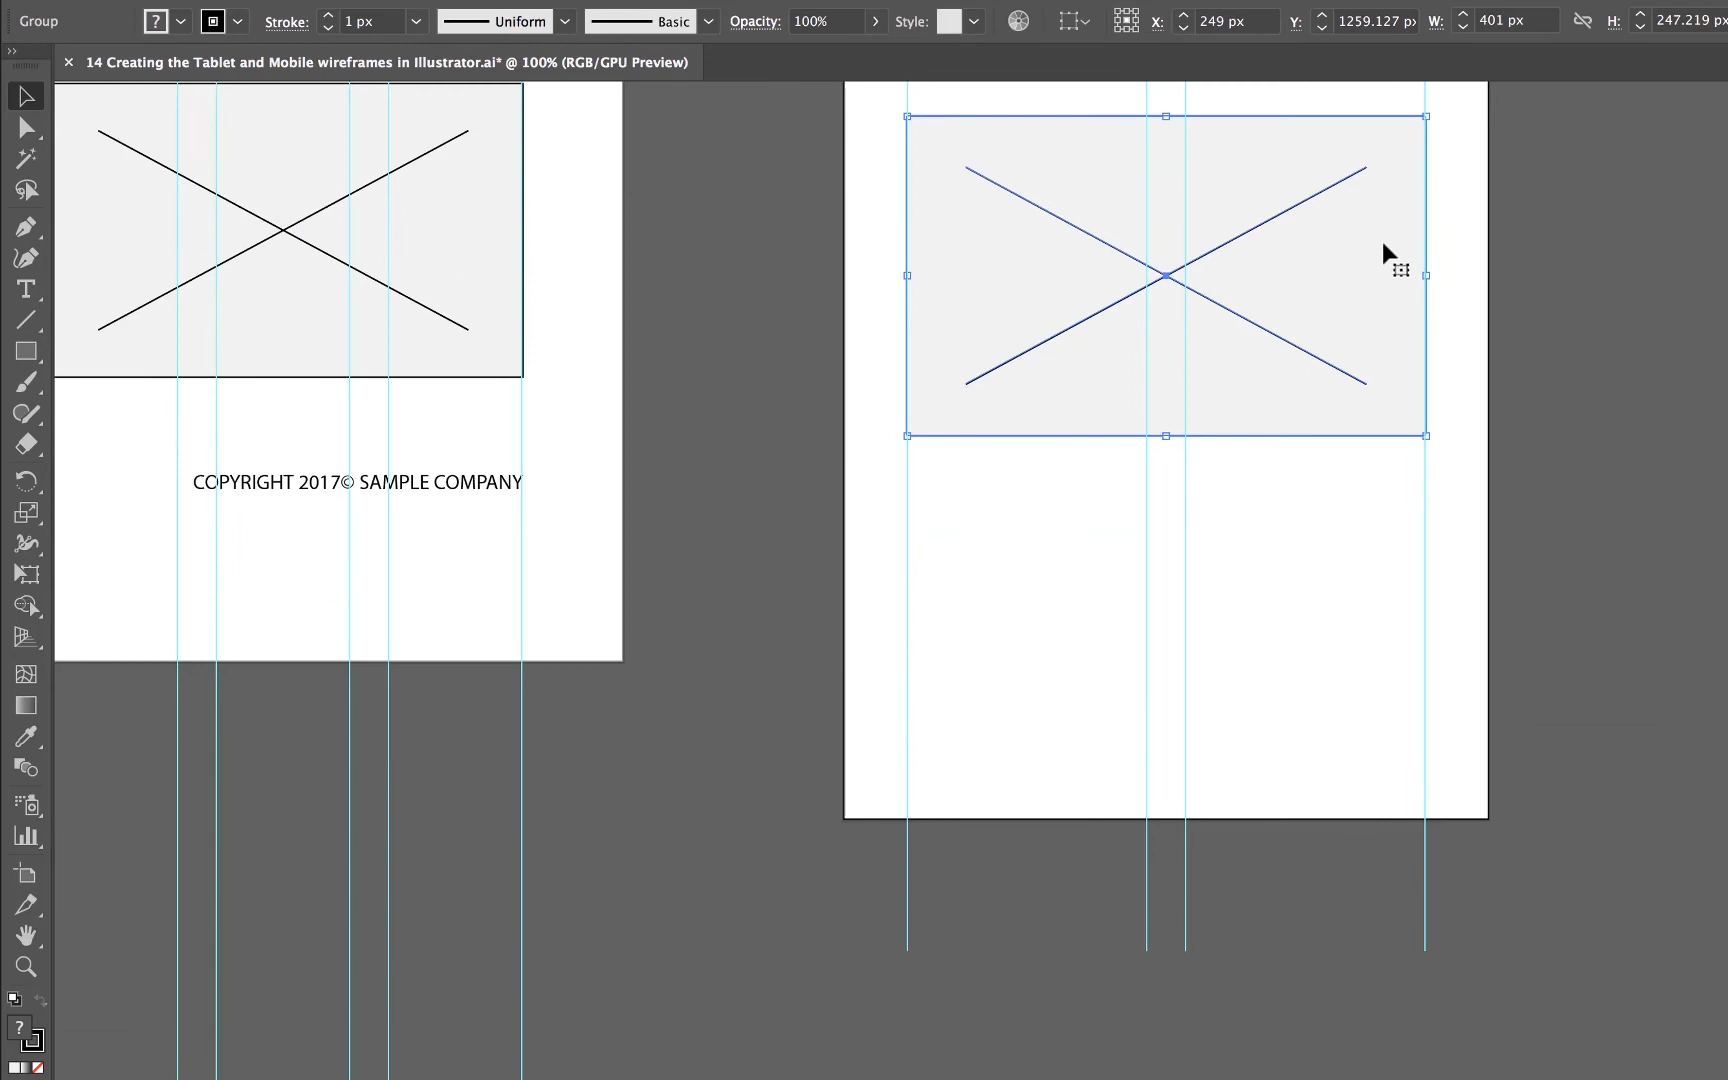 Group ? Stroke: 1 px Uniform Basic Opacity: 100% Style: X: 249 px Y: 1259.127 px W: 401 px H: 247.219 px
× 14 Creating the Tablet and Mobile wireframes in Illustrator.ai* @ 100% (RGB/GPU Preview)
T
COPYRIGHT 2017© SAMPLE COMPANY
?